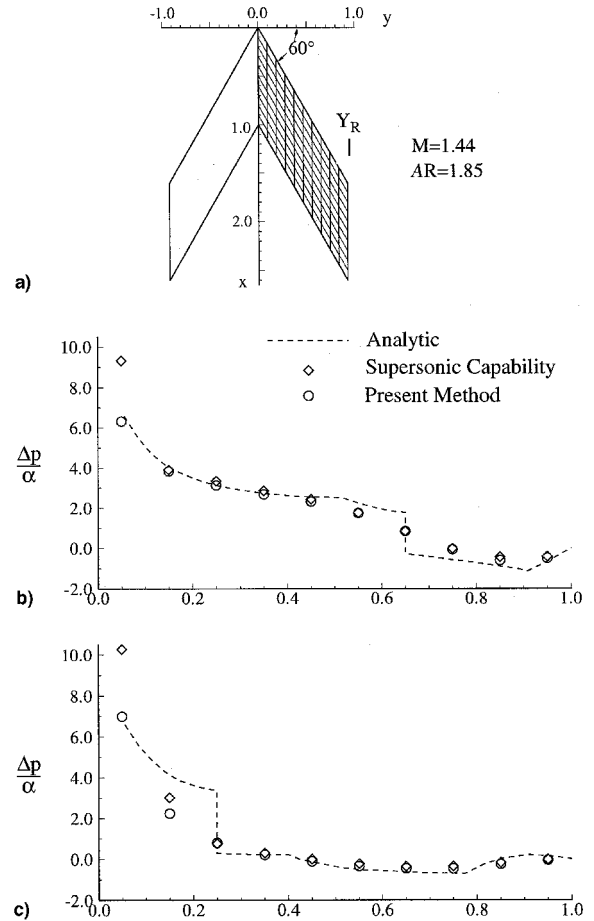 -1.0 0.0 1.0 y
60°
Y_R
1.0
M=1.44
AR=1.85
2.0
x
a)
Analytic
Supersonic Capability
Present Method
10.0
8.0
6.0
Δp/α
4.0
2.0
0.0
-2.0
b)
0.0 0.2 0.4 0.6 0.8 1.0
10.0
8.0
6.0
Δp/α
4.0
2.0
0.0
-2.0
c)
0.0 0.2 0.4 0.6 0.8 1.0